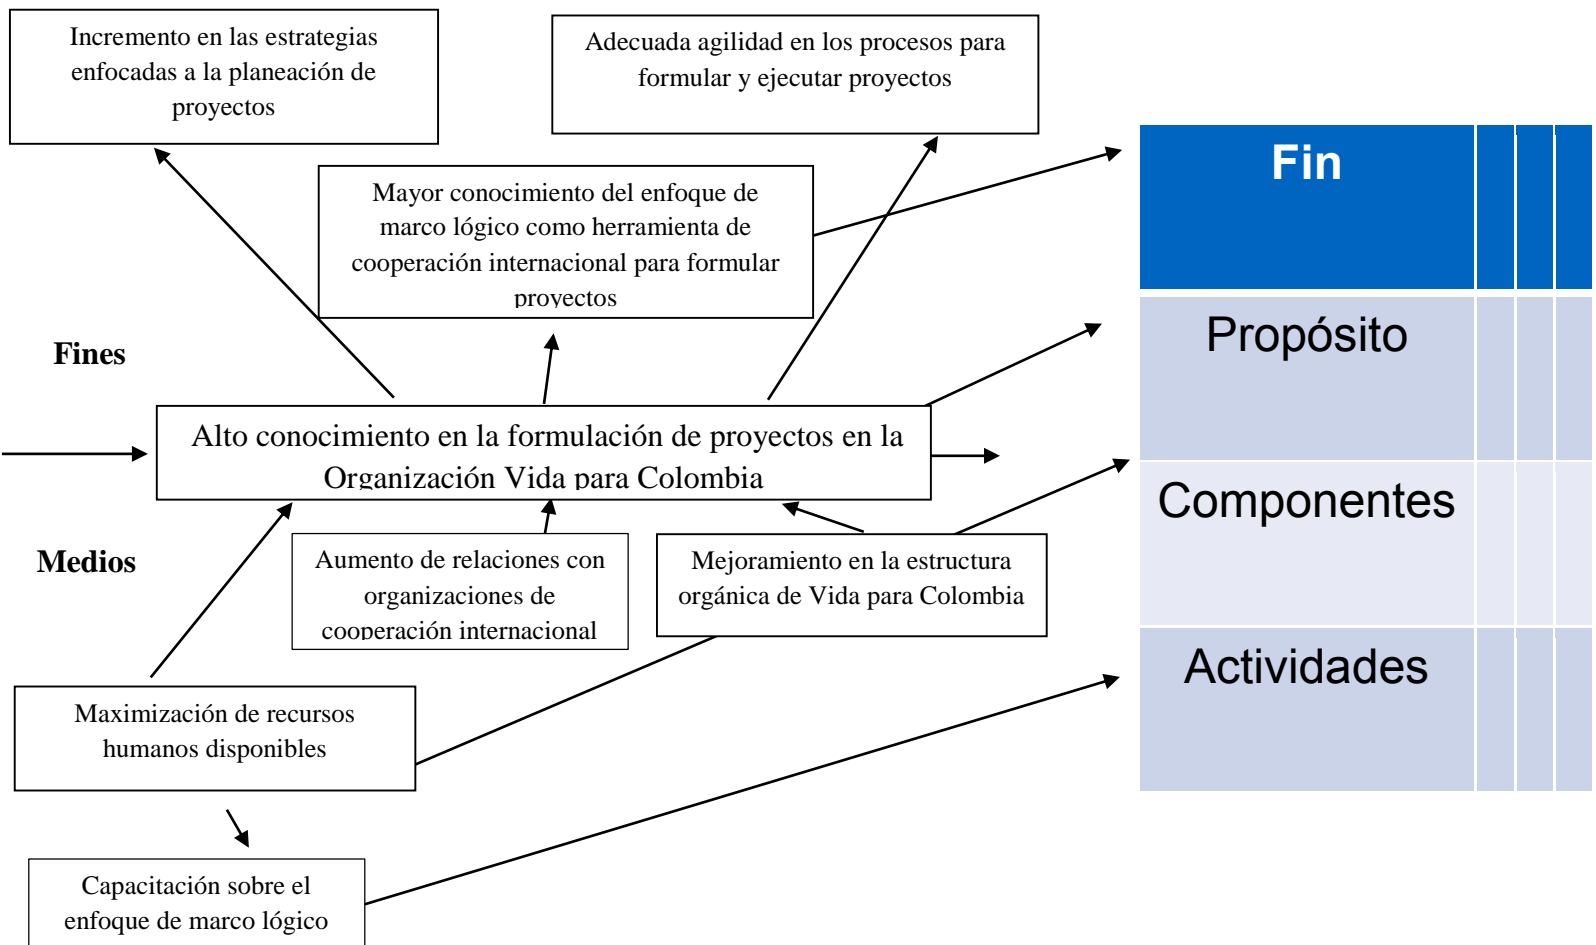 Incremento en las estrategias
enfocadas a la planeación de
proyectos
Adecuada agilidad en los procesos para
formular y ejecutar proyectos
Mayor conocimiento del enfoque de
marco lógico como herramienta de
cooperación internacional para formular
proyectos
Fines
Alto conocimiento en la formulación de proyectos en la
Organización Vida para Colombia
Medios
Aumento de relaciones con
organizaciones de
cooperación internacional
Mejoramiento en la estructura
orgánica de Vida para Colombia
Maximización de recursos
humanos disponibles
Capacitación sobre el
enfoque de marco lógico
Fin
Propósito
Componentes
Actividades